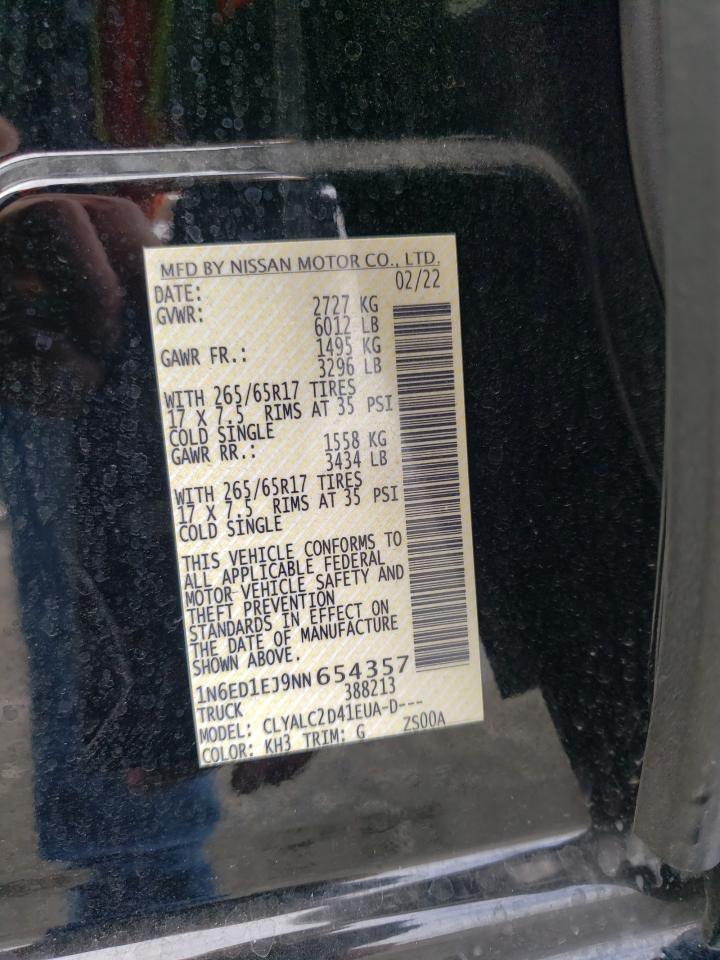 MFD BY NISSAN MOTOR CO., LTD.
DATE: 02/22
GVWR: 2727 KG
6012 LB
GAWR FR.: 1495 KG
3296 LB
WITH 265/65R17 TIRES
17 X 7.5 RIMS AT 35 PSI
COLD SINGLE
GAWR RR.: 1558 KG
3434 LB
WITH 265/65R17 TIRES
17 X 7.5 RIMS AT 35 PSI
COLD SINGLE
THIS VEHICLE CONFORMS TO
ALL APPLICABLE FEDERAL
MOTOR VEHICLE SAFETY AND
THEFT PREVENTION
STANDARDS IN EFFECT ON
THE DATE OF MANUFACTURE
SHOWN ABOVE.
1N6ED1EJ9NN654357
TRUCK 388213
MODEL: CLYALC2D41EUA-D---
COLOR: KH3 TRIM: G ZS00A